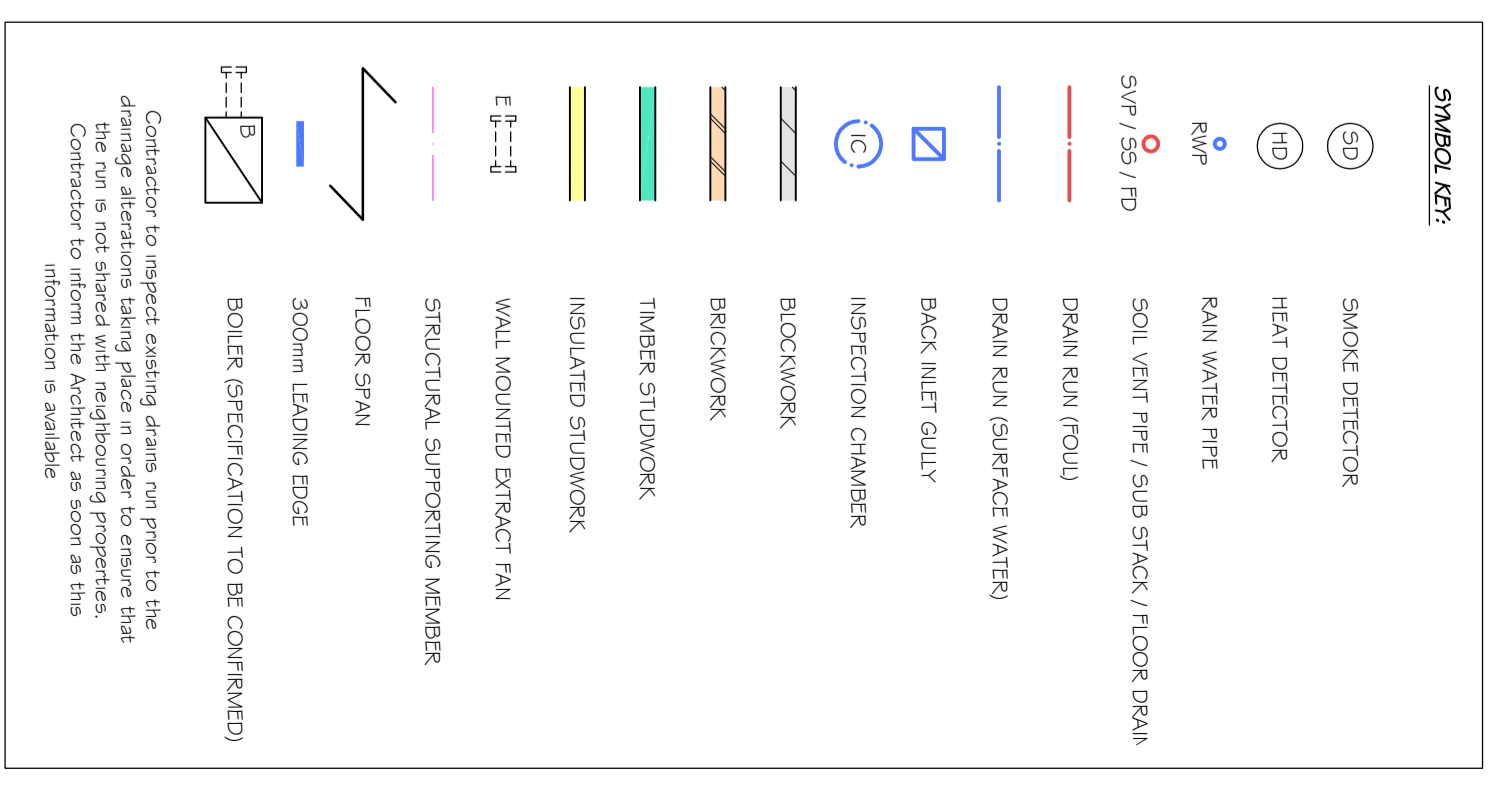 SYMBOL KEY:
SD SMOKE DETECTOR
HD HEAT DETECTOR
RWP RAIN WATER PIPE
SVP / SS / FD SOIL VENT PIPE / SUB STACK / FLOOR DRAIN
DRAIN RUN (FOUL)
DRAIN RUN (SURFACE WATER)
BACK INLET GULLY
IC INSPECTION CHAMBER
BLOCKWORK
BRICKWORK
TIMBER STUDWORK
INSULATED STUDWORK
E WALL MOUNTED EXTRACT FAN
STRUCTURAL SUPPORTING MEMBER
FLOOR SPAN
300mm LEADING EDGE
B BOILER (SPECIFICATION TO BE CONFIRMED)
Contractor to inspect existing drains run prior to the
drainage alterations taking place in order to ensure that
the run is not shared with neighbouring properties.
Contractor to inform the Architect as soon as this
information is available